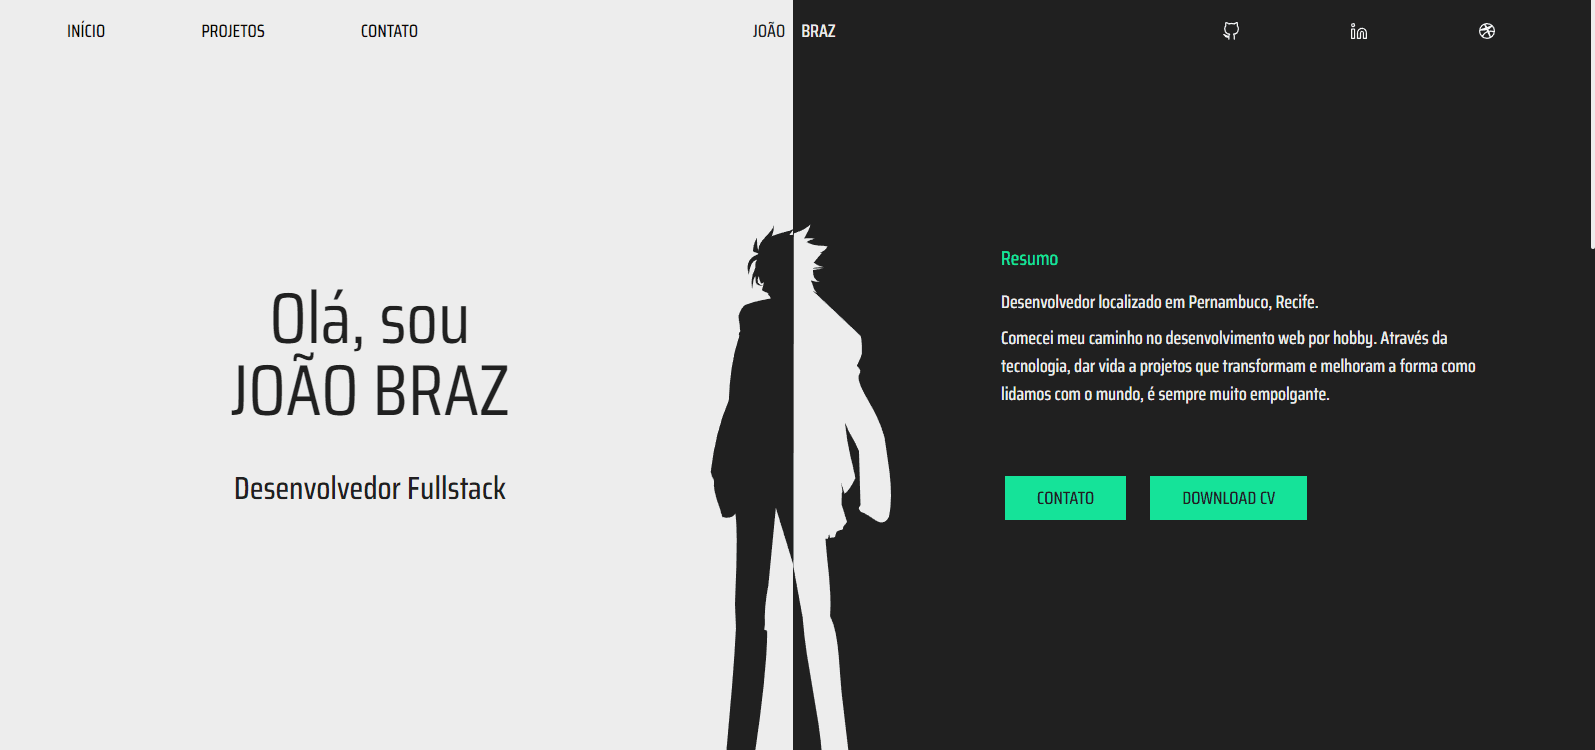 INÍCIO
PROJETOS
CONTATO
JOÃO BRAZ
Olá, sou
JOÃO BRAZ
Desenvolvedor Fullstack
Resumo
Desenvolvedor localizado em Pernambuco, Recife.
Comecei meu caminho no desenvolvimento web por hobby. Através da
tecnologia, dar vida a projetos que transformam e melhoram a forma como
lidamos com o mundo, é sempre muito empolgante.
CONTATO
DOWNLOAD CV